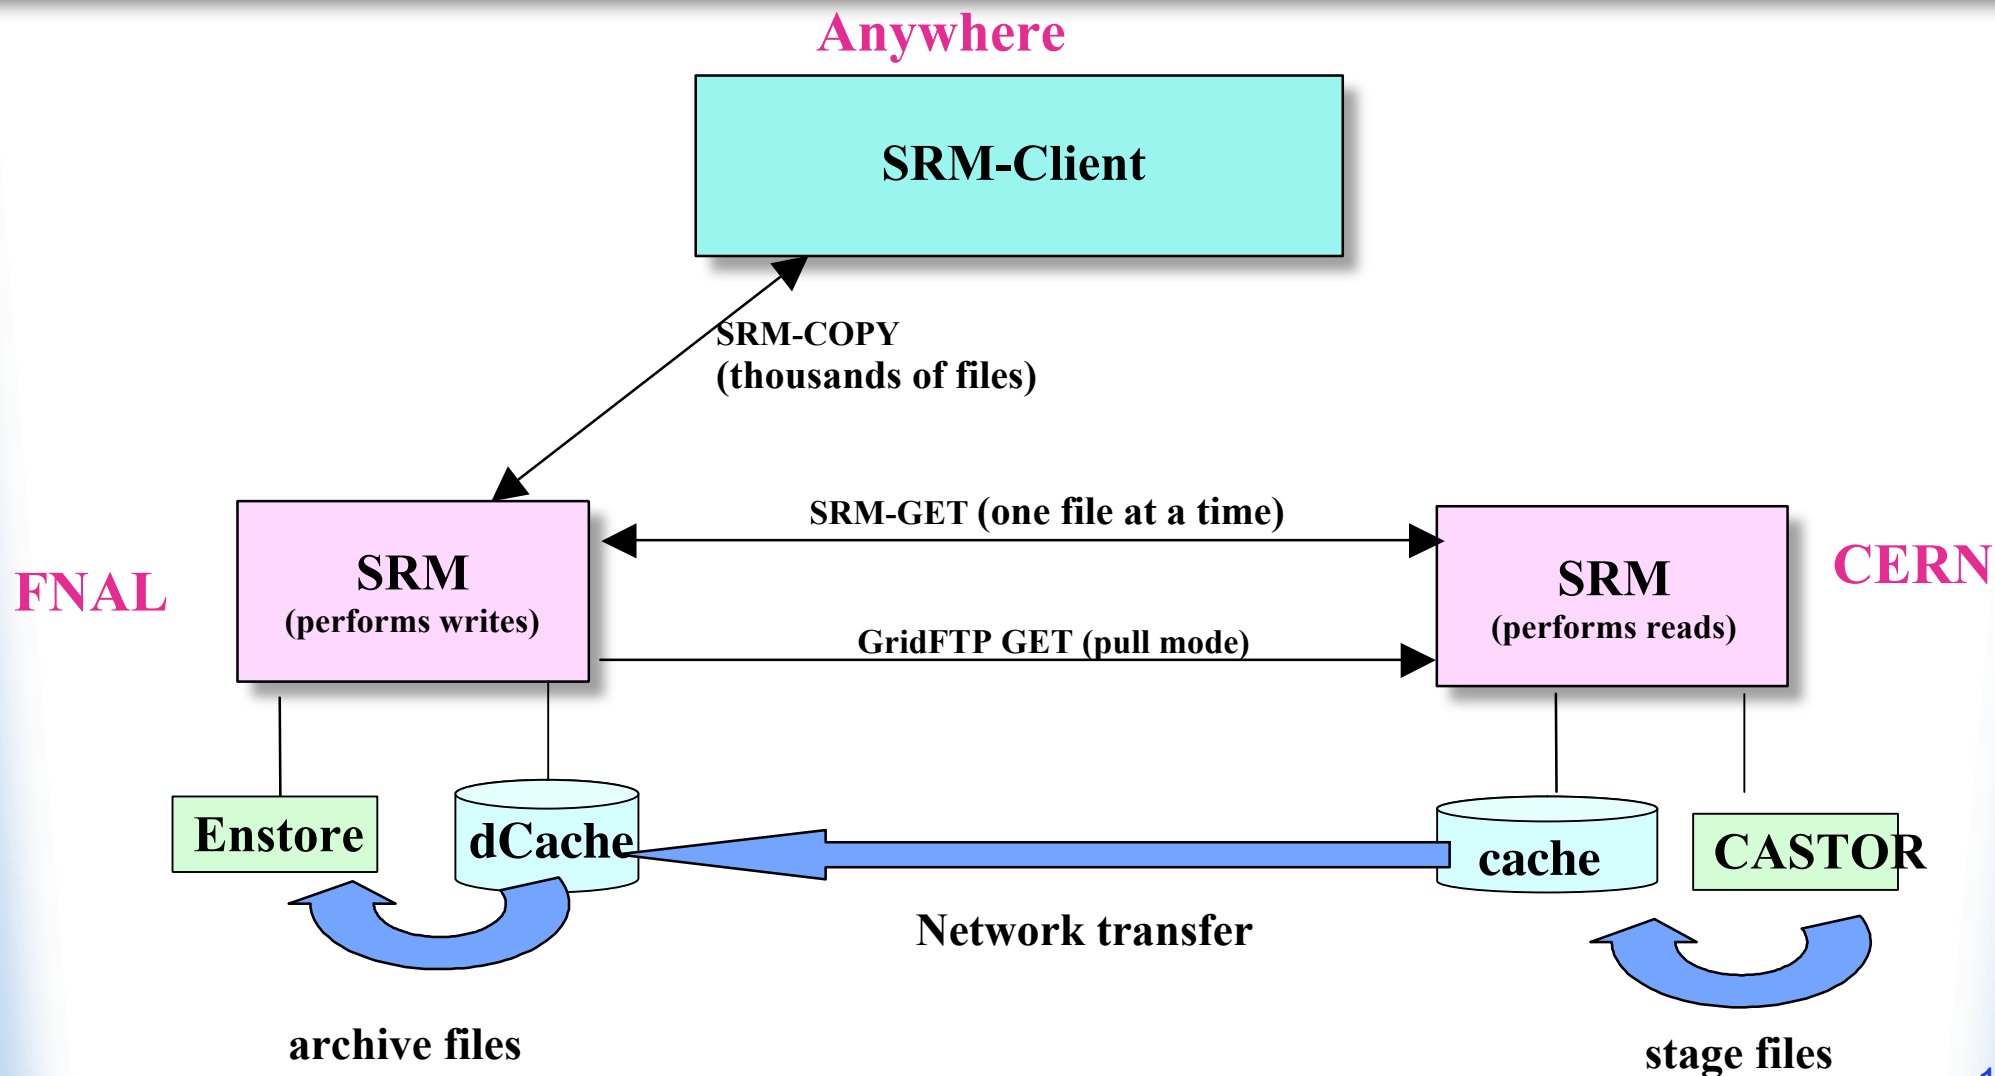 Anywhere
SRM-Client
SRM-COPY
(thousands of files)
SRM-GET (one file at a time)
FNAL
SRM
(performs writes)
GridFTP GET (pull mode)
SRM
(performs reads)
CERN
Enstore
dCache
cache
CASTOR
Network transfer
archive files
stage files